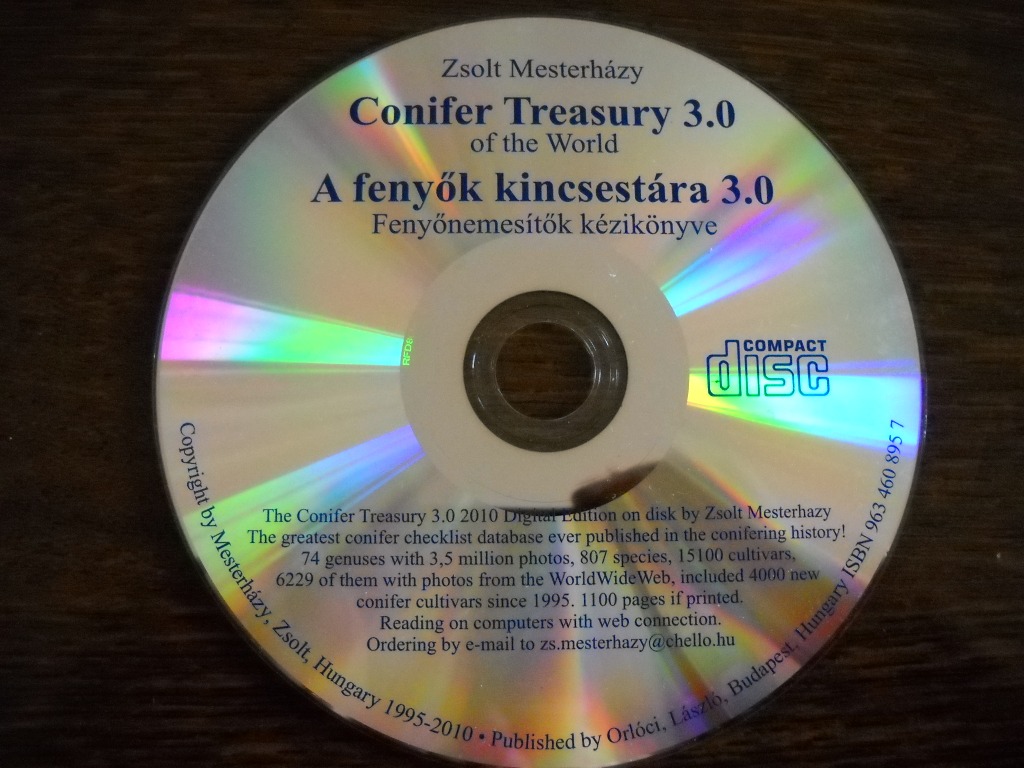 Zsolt Mesterházy
Conifer Treasury 3.0
of the World
A fenyők kincsestára 3.0
Fenyőnemesítők kézikönyve
RFD8
COMPACT
disc
The Conifer Treasury 3.0 2010 Digital Edition on disk by Zsolt Mesterhazy
The greatest conifer checklist database ever published in the conifering history!
74 genuses with 3,5 million photos, 807 species, 15100 cultivars,
6229 of them with photos from the WorldWideWeb, included 4000 new
conifer cultivars since 1995. 1100 pages if printed.
Reading on computers with web connection.
Ordering by e-mail to zs.mesterhazy@chello.hu
Copyright by Mesterházy, Zsolt, Hungary 1995-2010 • Published by Orlóci, László, Budapest, Hungary ISBN 963 460 895 7